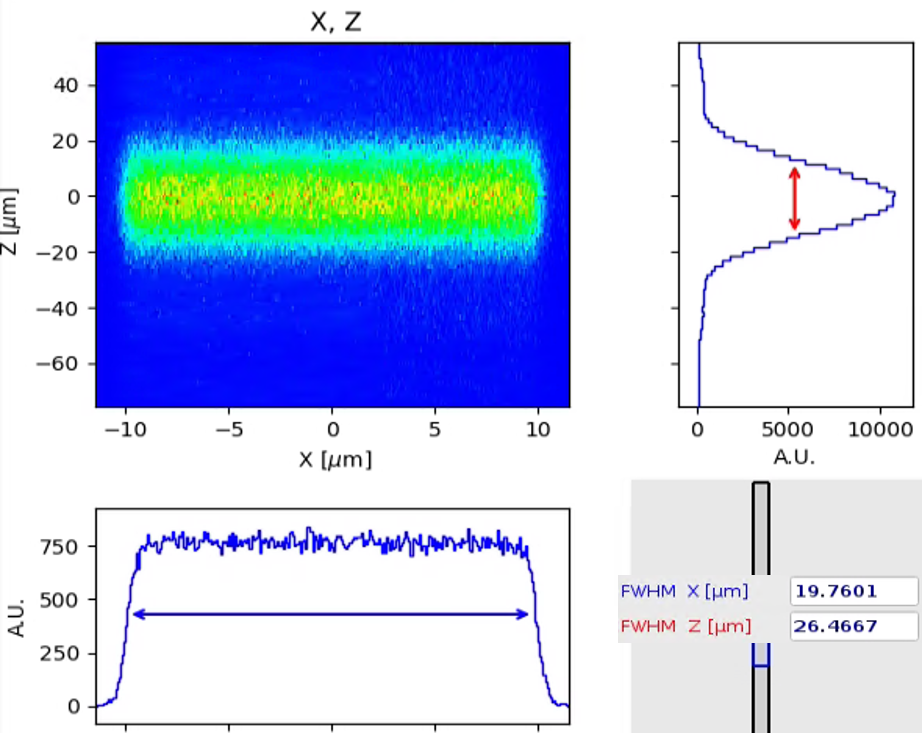 X, Z
40
20
0
−20
−40
−60
Z [μm]
−10 −5 0 5 10
X [μm]
0 5000 10000
A.U.
750
500
250
0
A.U.
FWHM X [μm] 19.7601
FWHM Z [μm] 26.4667